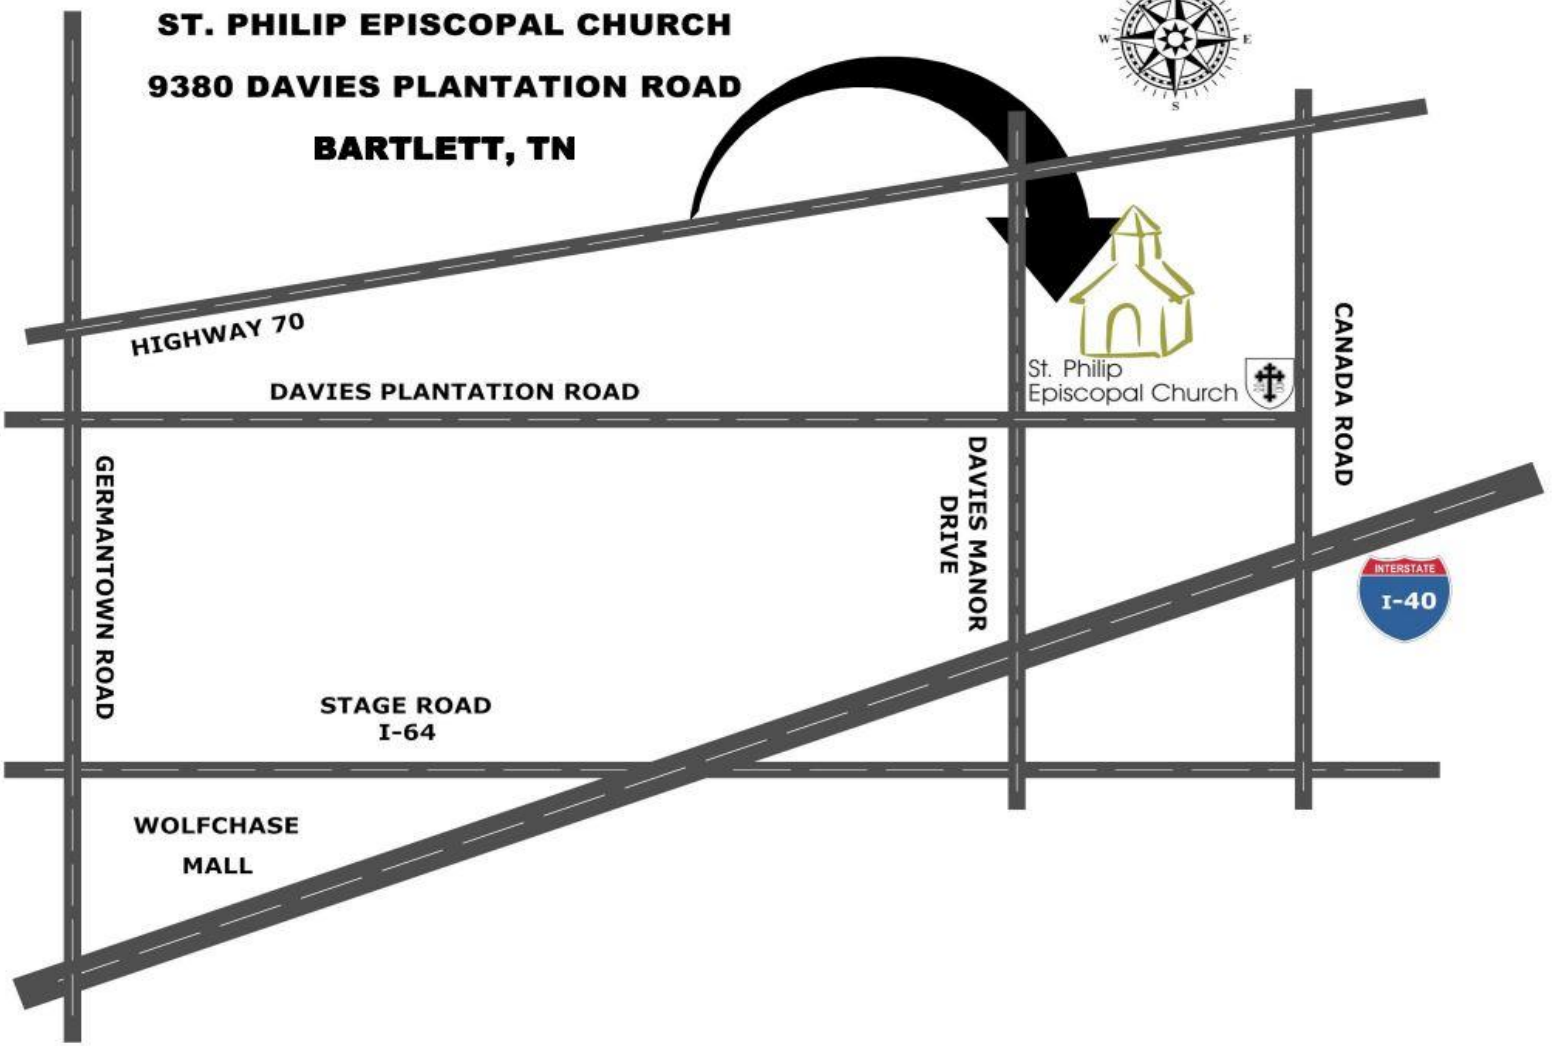 ST. PHILIP EPISCOPAL CHURCH
9380 DAVIES PLANTATION ROAD
BARTLETT, TN
W
E
S
HIGHWAY 70
DAVIES PLANTATION ROAD
St. Philip
Episcopal Church
CANADA ROAD
GERMANTOWN ROAD
DAVIES MANOR
DRIVE
INTERSTATE
I-40
STAGE ROAD
I-64
WOLFCHASE
MALL